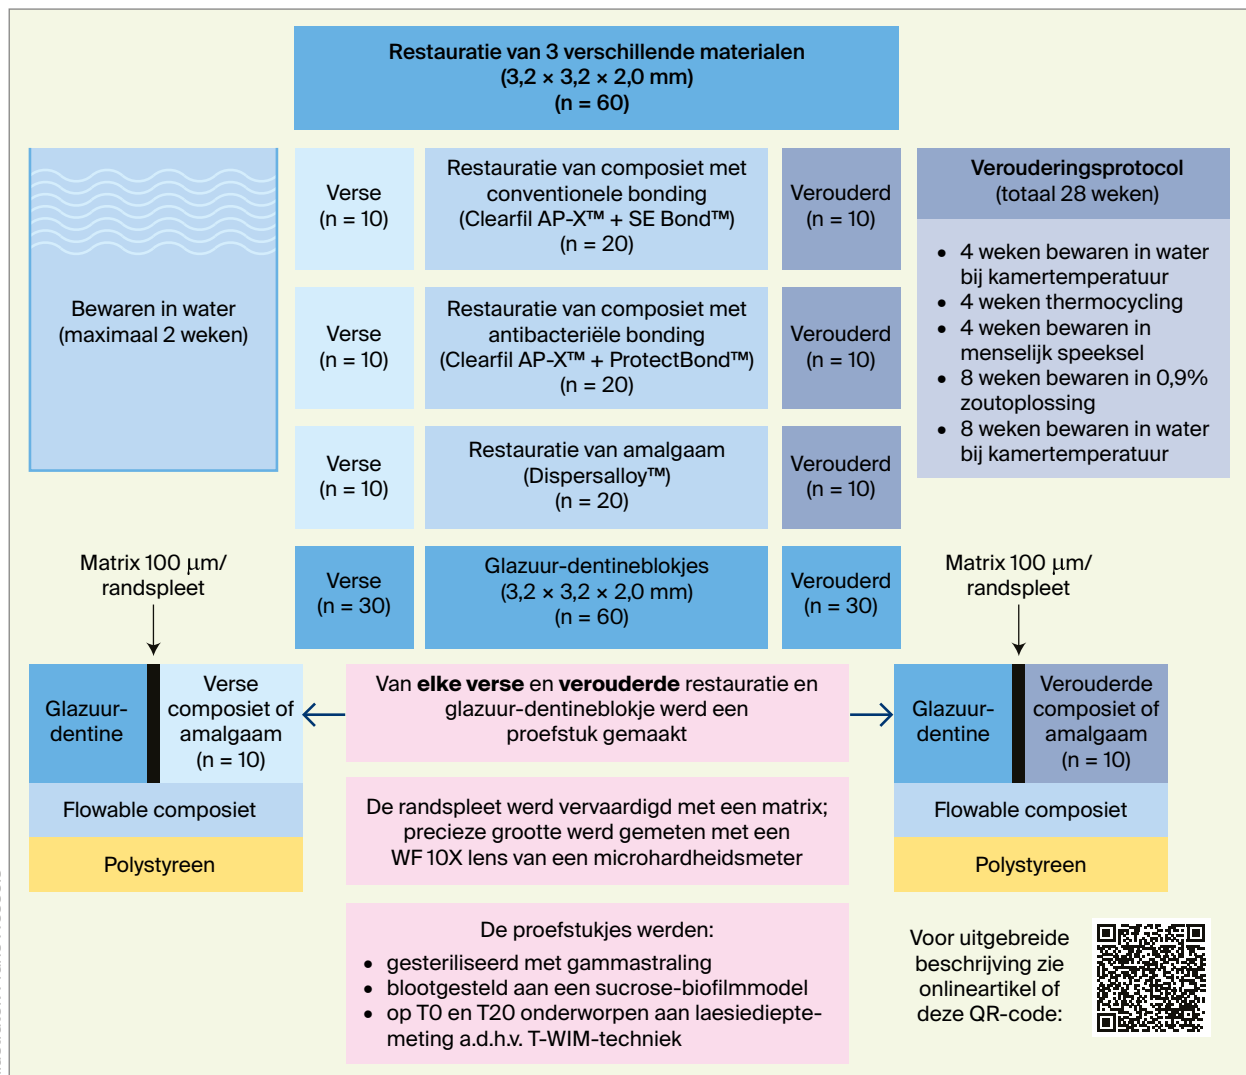 Restauratie van 3 verschillende materialen
(3,2 × 3,2 × 2,0 mm)
(n = 60)
Bewaren in water
(maximaal 2 weken)
Verse
(n = 10)
Restauratie van composiet met
conventionele bonding
(Clearfil AP-X™ + SE Bond™)
(n = 20)
Verouderd
(n = 10)
Verse
(n = 10)
Restauratie van composiet met
antibacteriële bonding
(Clearfil AP-X™ + ProtectBond™)
(n = 20)
Verouderd
(n = 10)
Verse
(n = 10)
Restauratie van amalgaam
(Dispersalloy™)
(n = 20)
Verouderd
(n = 10)
Verouderingsprotocol
(totaal 28 weken)
• 4 weken bewaren in water
bij kamertemperatuur
• 4 weken thermocycling
• 4 weken bewaren in
menselijk speeksel
• 8 weken bewaren in 0,9%
zoutoplossing
• 8 weken bewaren in water
bij kamertemperatuur
Verse
(n = 30)
Glazuur-dentineblokjes
(3,2 × 3,2 × 2,0 mm)
(n = 60)
Verouderd
(n = 30)
Matrix 100 µm/
randspleet
Glazuur-
dentine
Verse
composiet of
amalgaam
(n = 10)
Flowable composiet
Polystyreen
Van elke verse en verouderde restauratie en
glazuur-dentineblokje werd een
proefstuk gemaakt
De randspleet werd vervaardigd met een matrix;
precieze grootte werd gemeten met een
WF 10X lens van een microhardheidsmeter
De proefstukjes werden:
• gesteriliseerd met gammastraling
• blootgesteld aan een sucrose-biofilmmodel
• op T0 en T20 onderworpen aan laesiediepte-
meting a.d.h.v. T-WIM-techniek
Matrix 100 µm/
randspleet
Glazuur-
dentine
Verouderde
composiet of
amalgaam
(n = 10)
Flowable composiet
Polystyreen
Voor uitgebreide
beschrijving zie
onlineartikel of
deze QR-code: